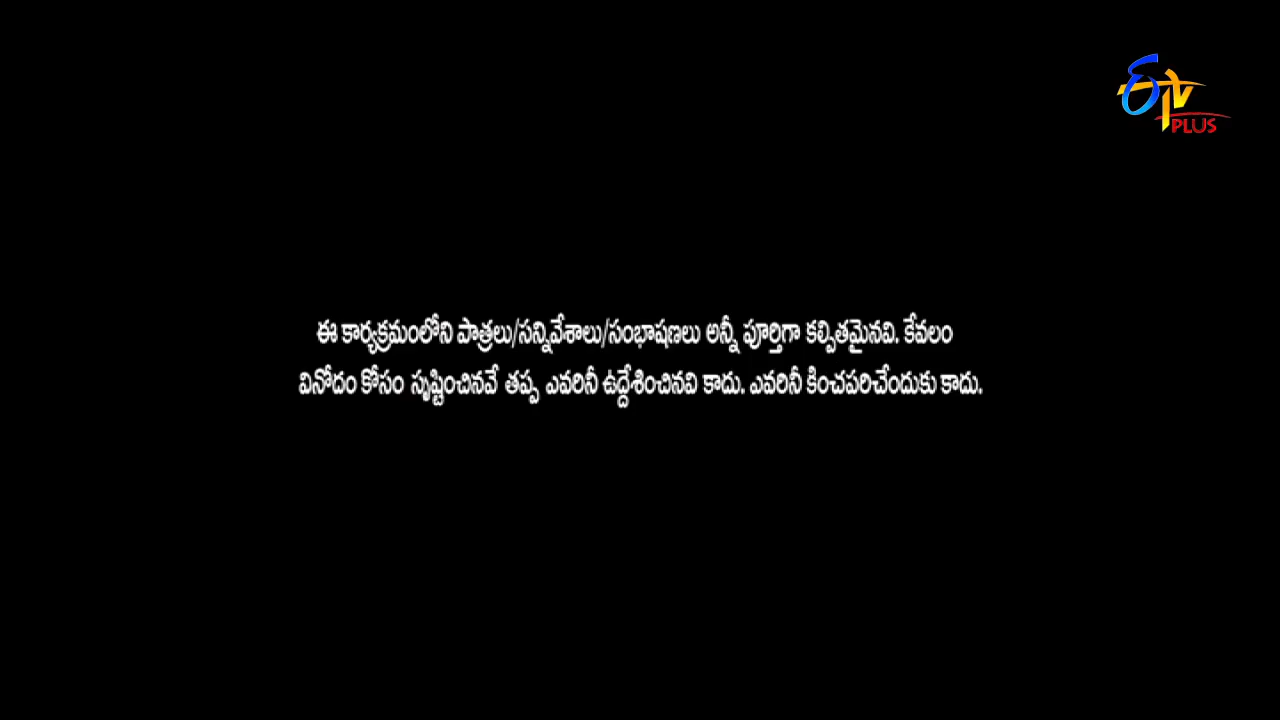 ETV
PLUS
ఈ కార్యక్రమంలోని పాత్రలు/సన్నివేశాలు/సంభాషణలు అన్నీ పూర్తిగా కల్పితమైనవి. కేవలం
వినోదం కోసం సృష్టించినవే తప్ప ఎవరినీ ఉద్దేశించినవి కాదు. ఎవరినీ కించపరిచేందుకు కాదు.